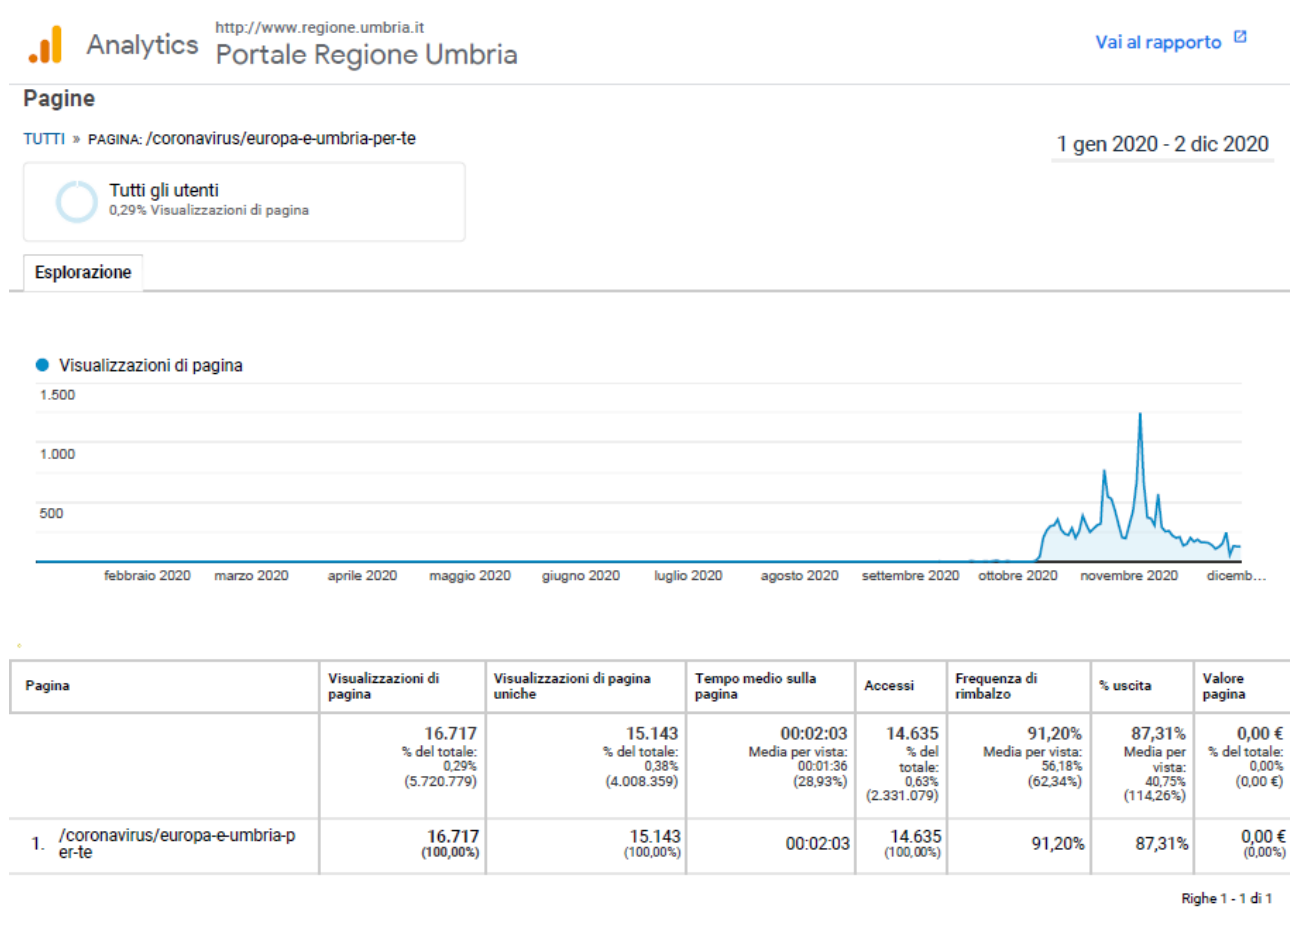 Analytics
http://www.regione.umbria.it
Portale Regione Umbria
Vai al rapporto
Pagine
TUTTI » PAGINA: /coronavirus/europa-e-umbria-per-te
1 gen 2020 - 2 dic 2020
Tutti gli utenti
0,29% Visualizzazioni di pagina
Esplorazione
Visualizzazioni di pagina
1.500
1.000
500
febbraio 2020 marzo 2020 aprile 2020 maggio 2020 giugno 2020 luglio 2020 agosto 2020 settembre 2020 ottobre 2020 novembre 2020 dicemb...
Pagina
Visualizzazioni di
pagina
Visualizzazioni di pagina
uniche
Tempo medio sulla
pagina
Accessi
Frequenza di
rimbalzo
% uscita
Valore
pagina
16.717
% del totale:
0,29%
(5.720.779)
15.143
% del totale:
0,38%
(4.008.359)
00:02:03
Media per vista:
00:01:36
(28,93%)
14.635
% del
totale:
0,63%
(2.331.079)
91,20%
Media per vista:
56,18%
(62,34%)
87,31%
Media per
vista:
40,75%
(114,26%)
0,00 €
% del totale:
0,00%
(0,00 €)
1.
/coronavirus/europa-e-umbria-p
er-te
16.717
(100,00%)
15.143
(100,00%)
00:02:03
14.635
(100,00%)
91,20%
87,31%
0,00 €
(0,00%)
Righe 1 - 1 di 1